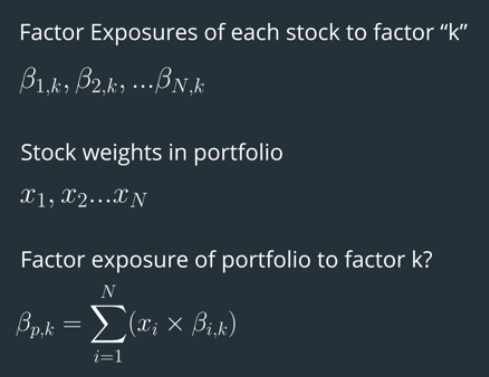 Factor Exposures of each stock to factor “k”
β1,k, β2,k, ...βN,k
Stock weights in portfolio
x1, x2...xN
Factor exposure of portfolio to factor k?
βp,k = ∑_{i=1}^{N} (xi × βi,k)